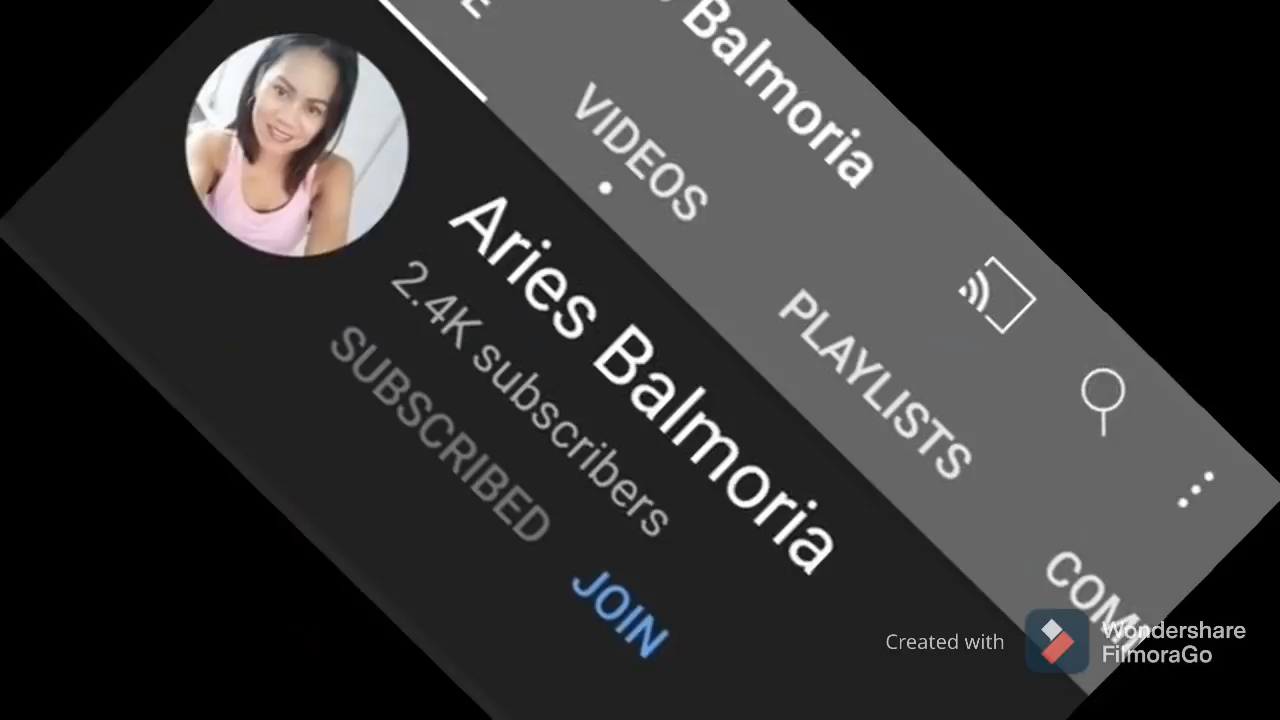 Balmoria
VIDEOS
PLAYLISTS
Aries Balmoria
2.4K subscribers
SUBSCRIBED
JOIN
Created with
Wondershare
FilmoraGo